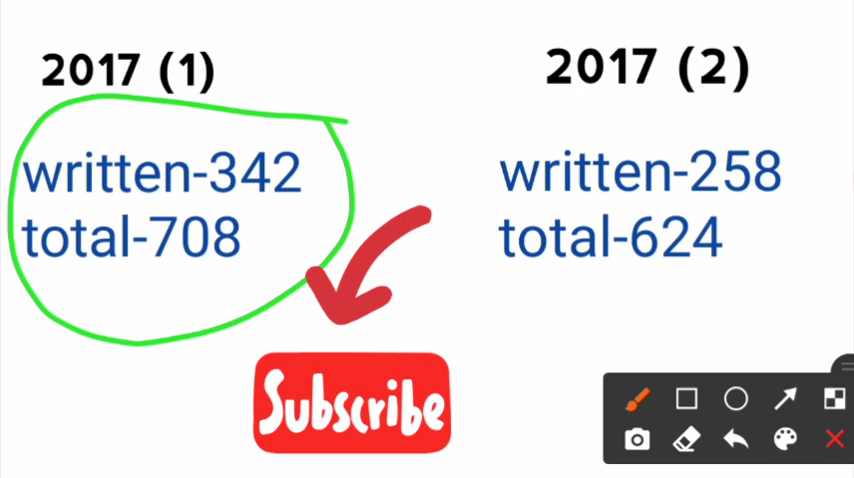 2017 (1)
written-342
total-708
2017 (2)
written-258
total-624
Subscribe